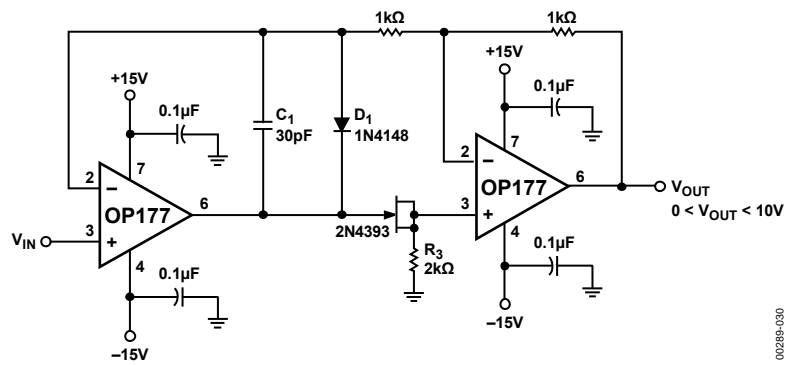 1kΩ
1kΩ
+15V
0.1µF
C1
30pF
D1
1N4148
+15V
0.1µF
2
7
6
OP177
3
VIN
4
0.1µF
–15V
2N4393
R3
2kΩ
2
7
6
OP177
3
4
0.1µF
–15V
VOUT
0 < VOUT < 10V
00289-030